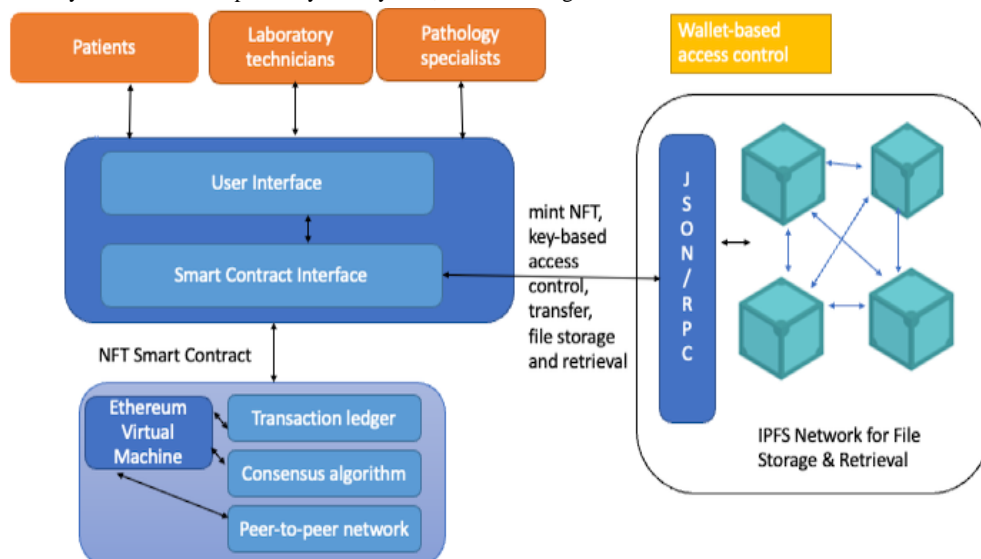 Patients
Laboratory
technicians
Pathology
specialists
Wallet-based
access control
User Interface
Smart Contract Interface
mint NFT,
key-based
access
control,
transfer,
file storage
and retrieval
J
S
O
N
/
R
P
C
NFT Smart Contract
Ethereum
Virtual
Machine
Transaction ledger
Consensus algorithm
Peer-to-peer network
IPFS Network for File
Storage & Retrieval